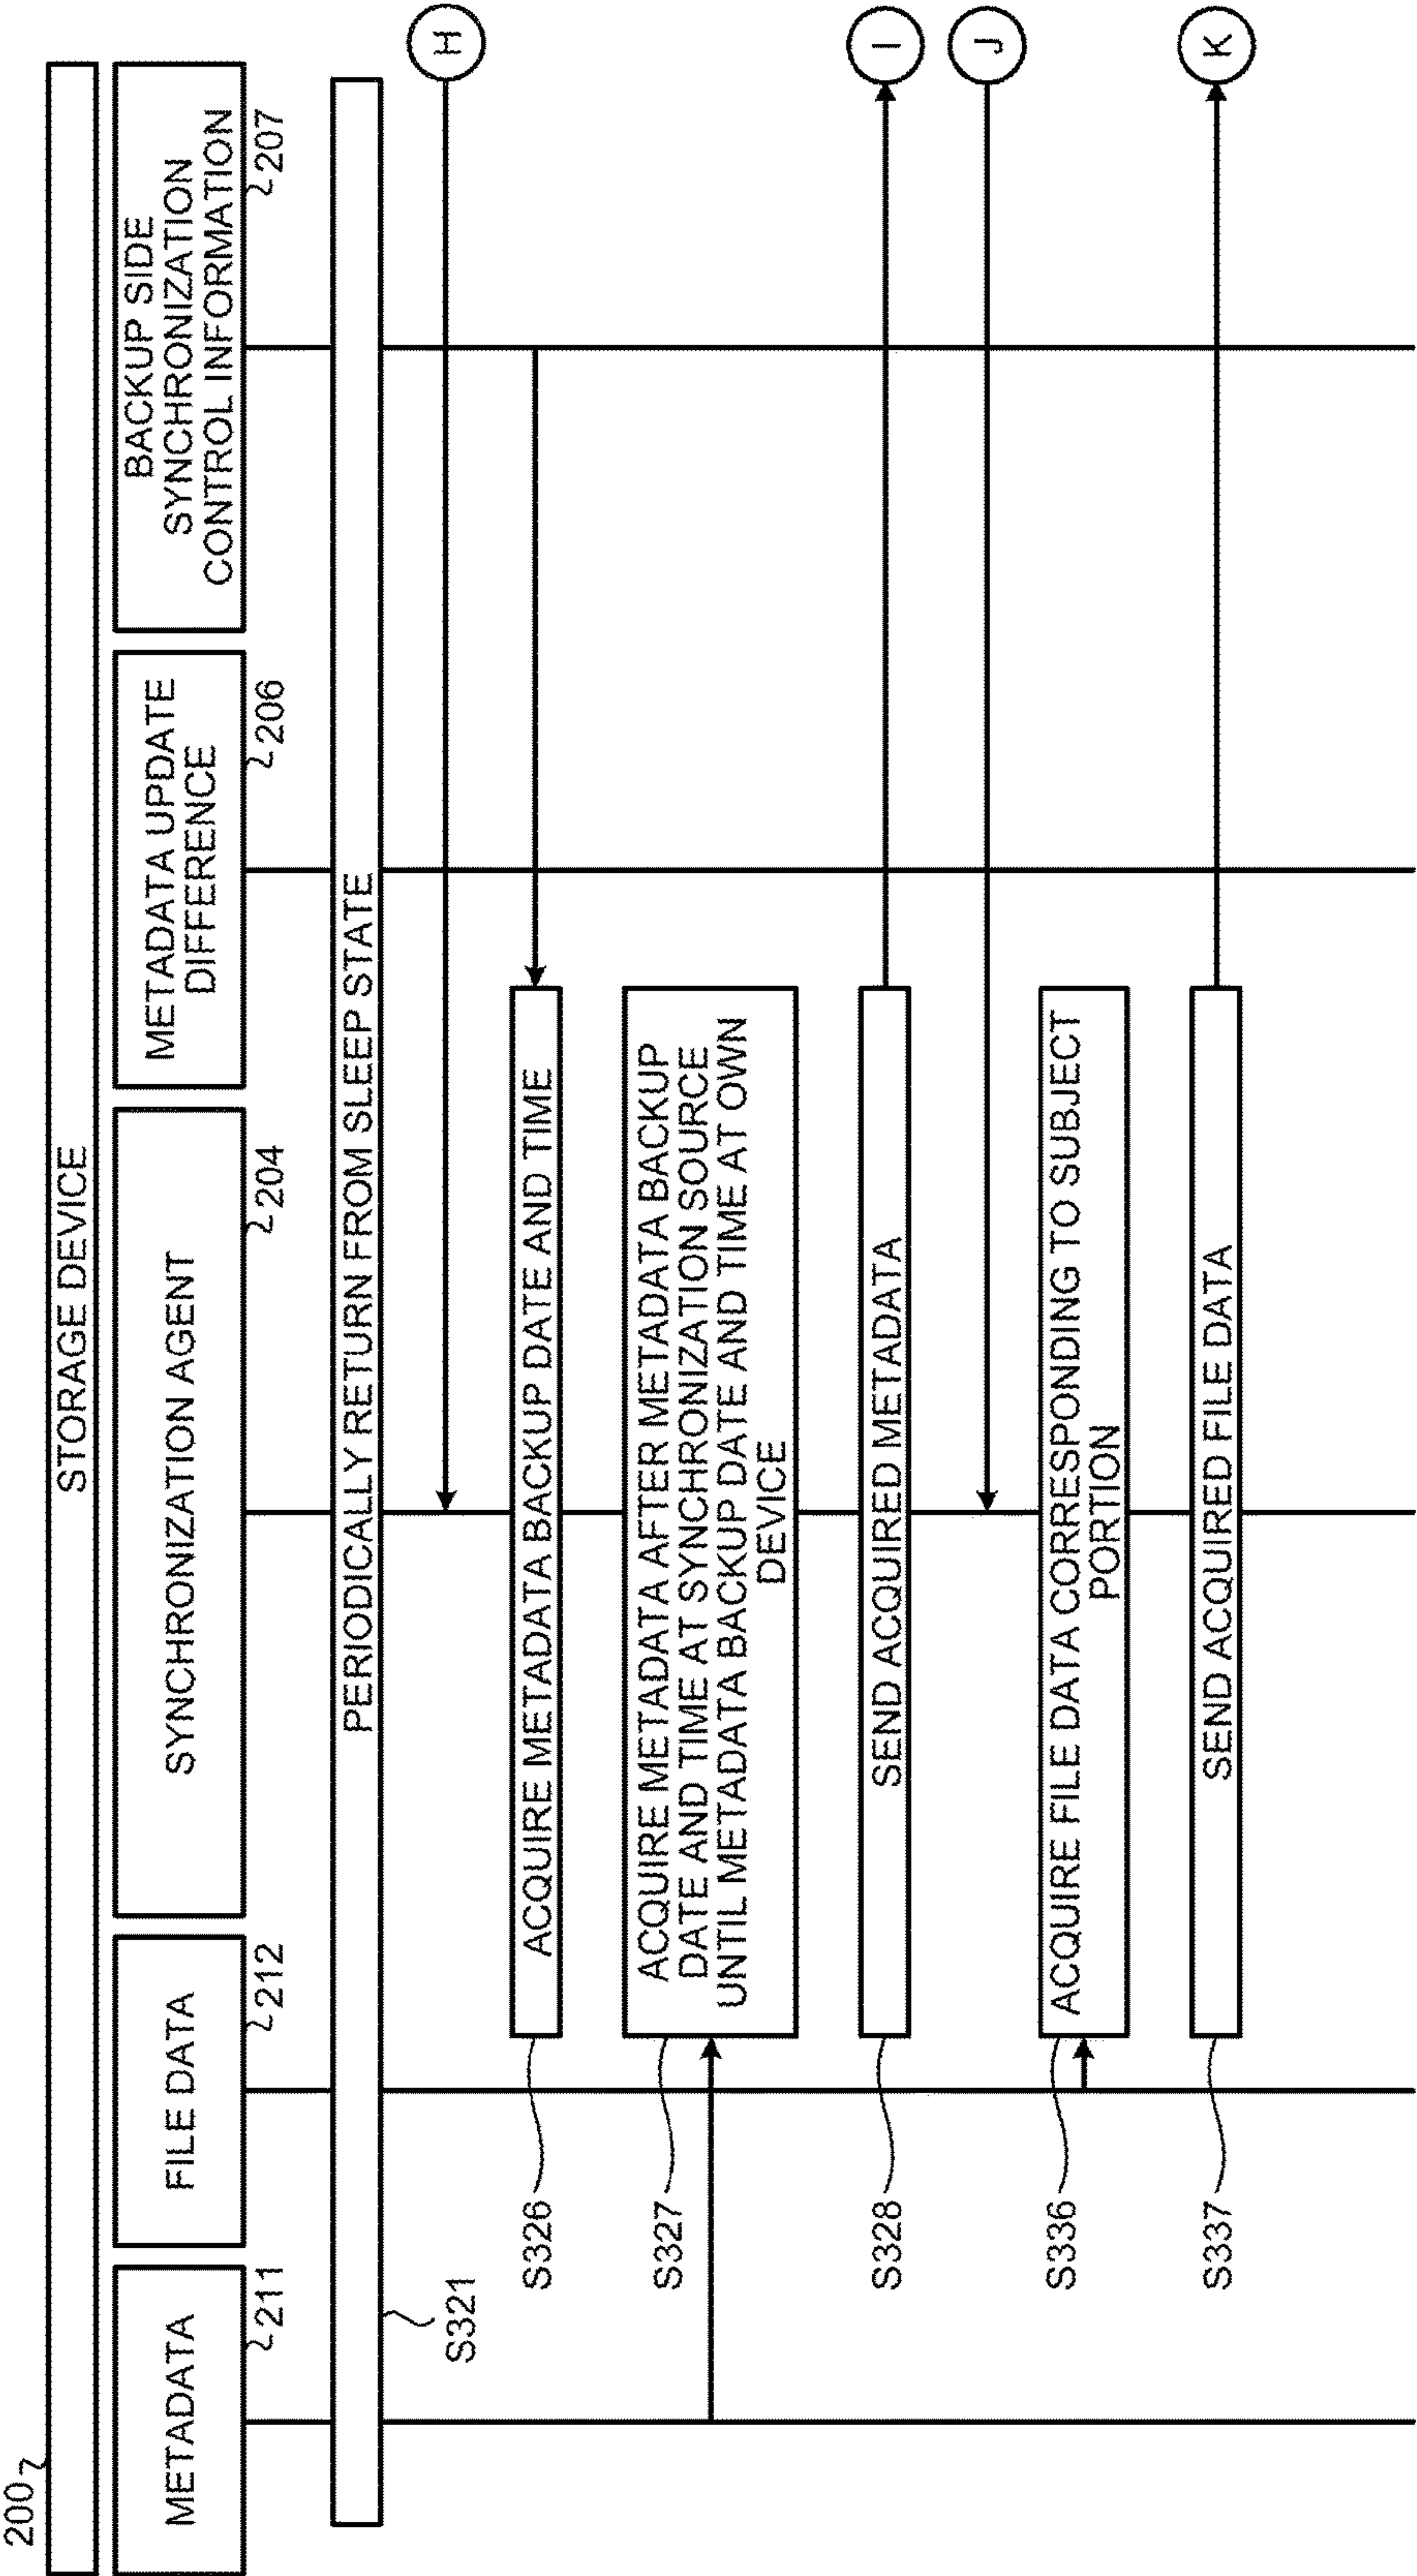 200
STORAGE DEVICE
METADATA
211
FILE DATA
212
SYNCHRONIZATION AGENT
204
METADATA UPDATE
DIFFERENCE
206
BACKUP SIDE
SYNCHRONIZATION
CONTROL INFORMATION
207
PERIODICALLY RETURN FROM SLEEP STATE
S321
H
S326
ACQUIRE METADATA BACKUP DATE AND TIME
S327
ACQUIRE METADATA AFTER METADATA BACKUP
DATE AND TIME AT SYNCHRONIZATION SOURCE
UNTIL METADATA BACKUP DATE AND TIME AT OWN
DEVICE
S328
SEND ACQUIRED METADATA
I
J
S336
ACQUIRE FILE DATA CORRESPONDING TO SUBJECT
PORTION
S337
SEND ACQUIRED FILE DATA
K